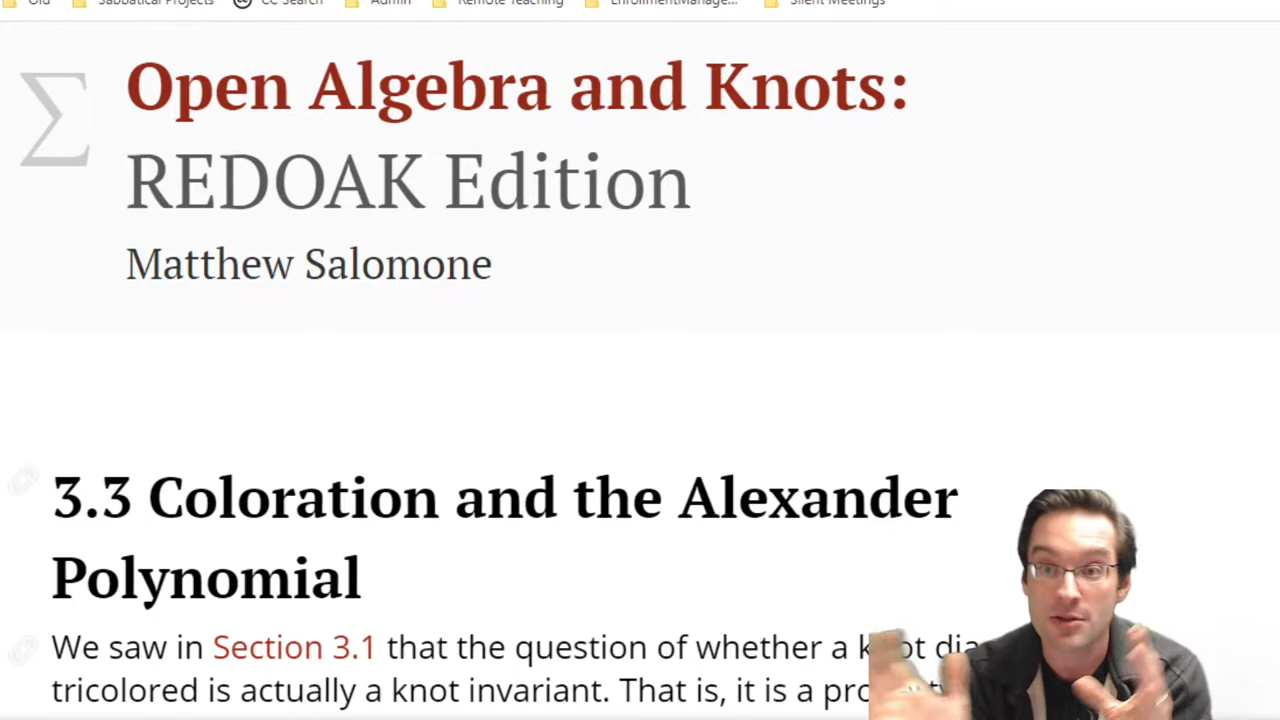 Old Sabbatical Projects CC Search Admin Remote Teaching EnrollmentManage... Silent Meetings
Σ
Open Algebra and Knots:
REDOAK Edition
Matthew Salomone
3.3 Coloration and the Alexander
Polynomial
We saw in Section 3.1 that the question of whether a knot dia
tricolored is actually a knot invariant. That is, it is a